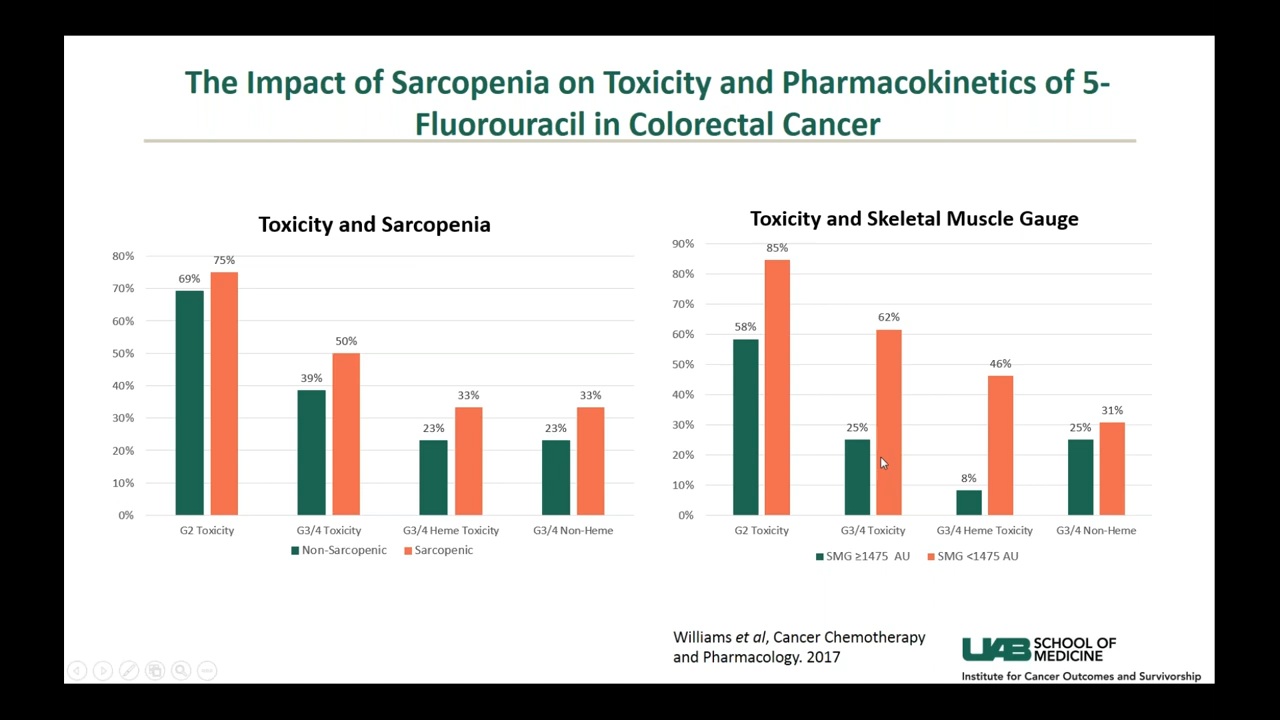 The Impact of Sarcopenia on Toxicity and Pharmacokinetics of 5-
Fluorouracil in Colorectal Cancer
Toxicity and Sarcopenia
80%
70%
60%
50%
40%
30%
20%
10%
0%
69%
75%
39%
50%
23%
33%
23%
33%
G2 Toxicity
G3/4 Toxicity
G3/4 Heme Toxicity
G3/4 Non-Heme
Non-Sarcopenic
Sarcopenic
Toxicity and Skeletal Muscle Gauge
90%
80%
70%
60%
50%
40%
30%
20%
10%
0%
58%
85%
25%
62%
8%
46%
25%
31%
G2 Toxicity
G3/4 Toxicity
G3/4 Heme Toxicity
G3/4 Non-Heme
SMG ≥1475 AU
SMG <1475 AU
Williams et al, Cancer Chemotherapy
and Pharmacology. 2017
UAB SCHOOL OF
MEDICINE
Institute for Cancer Outcomes and Survivorship